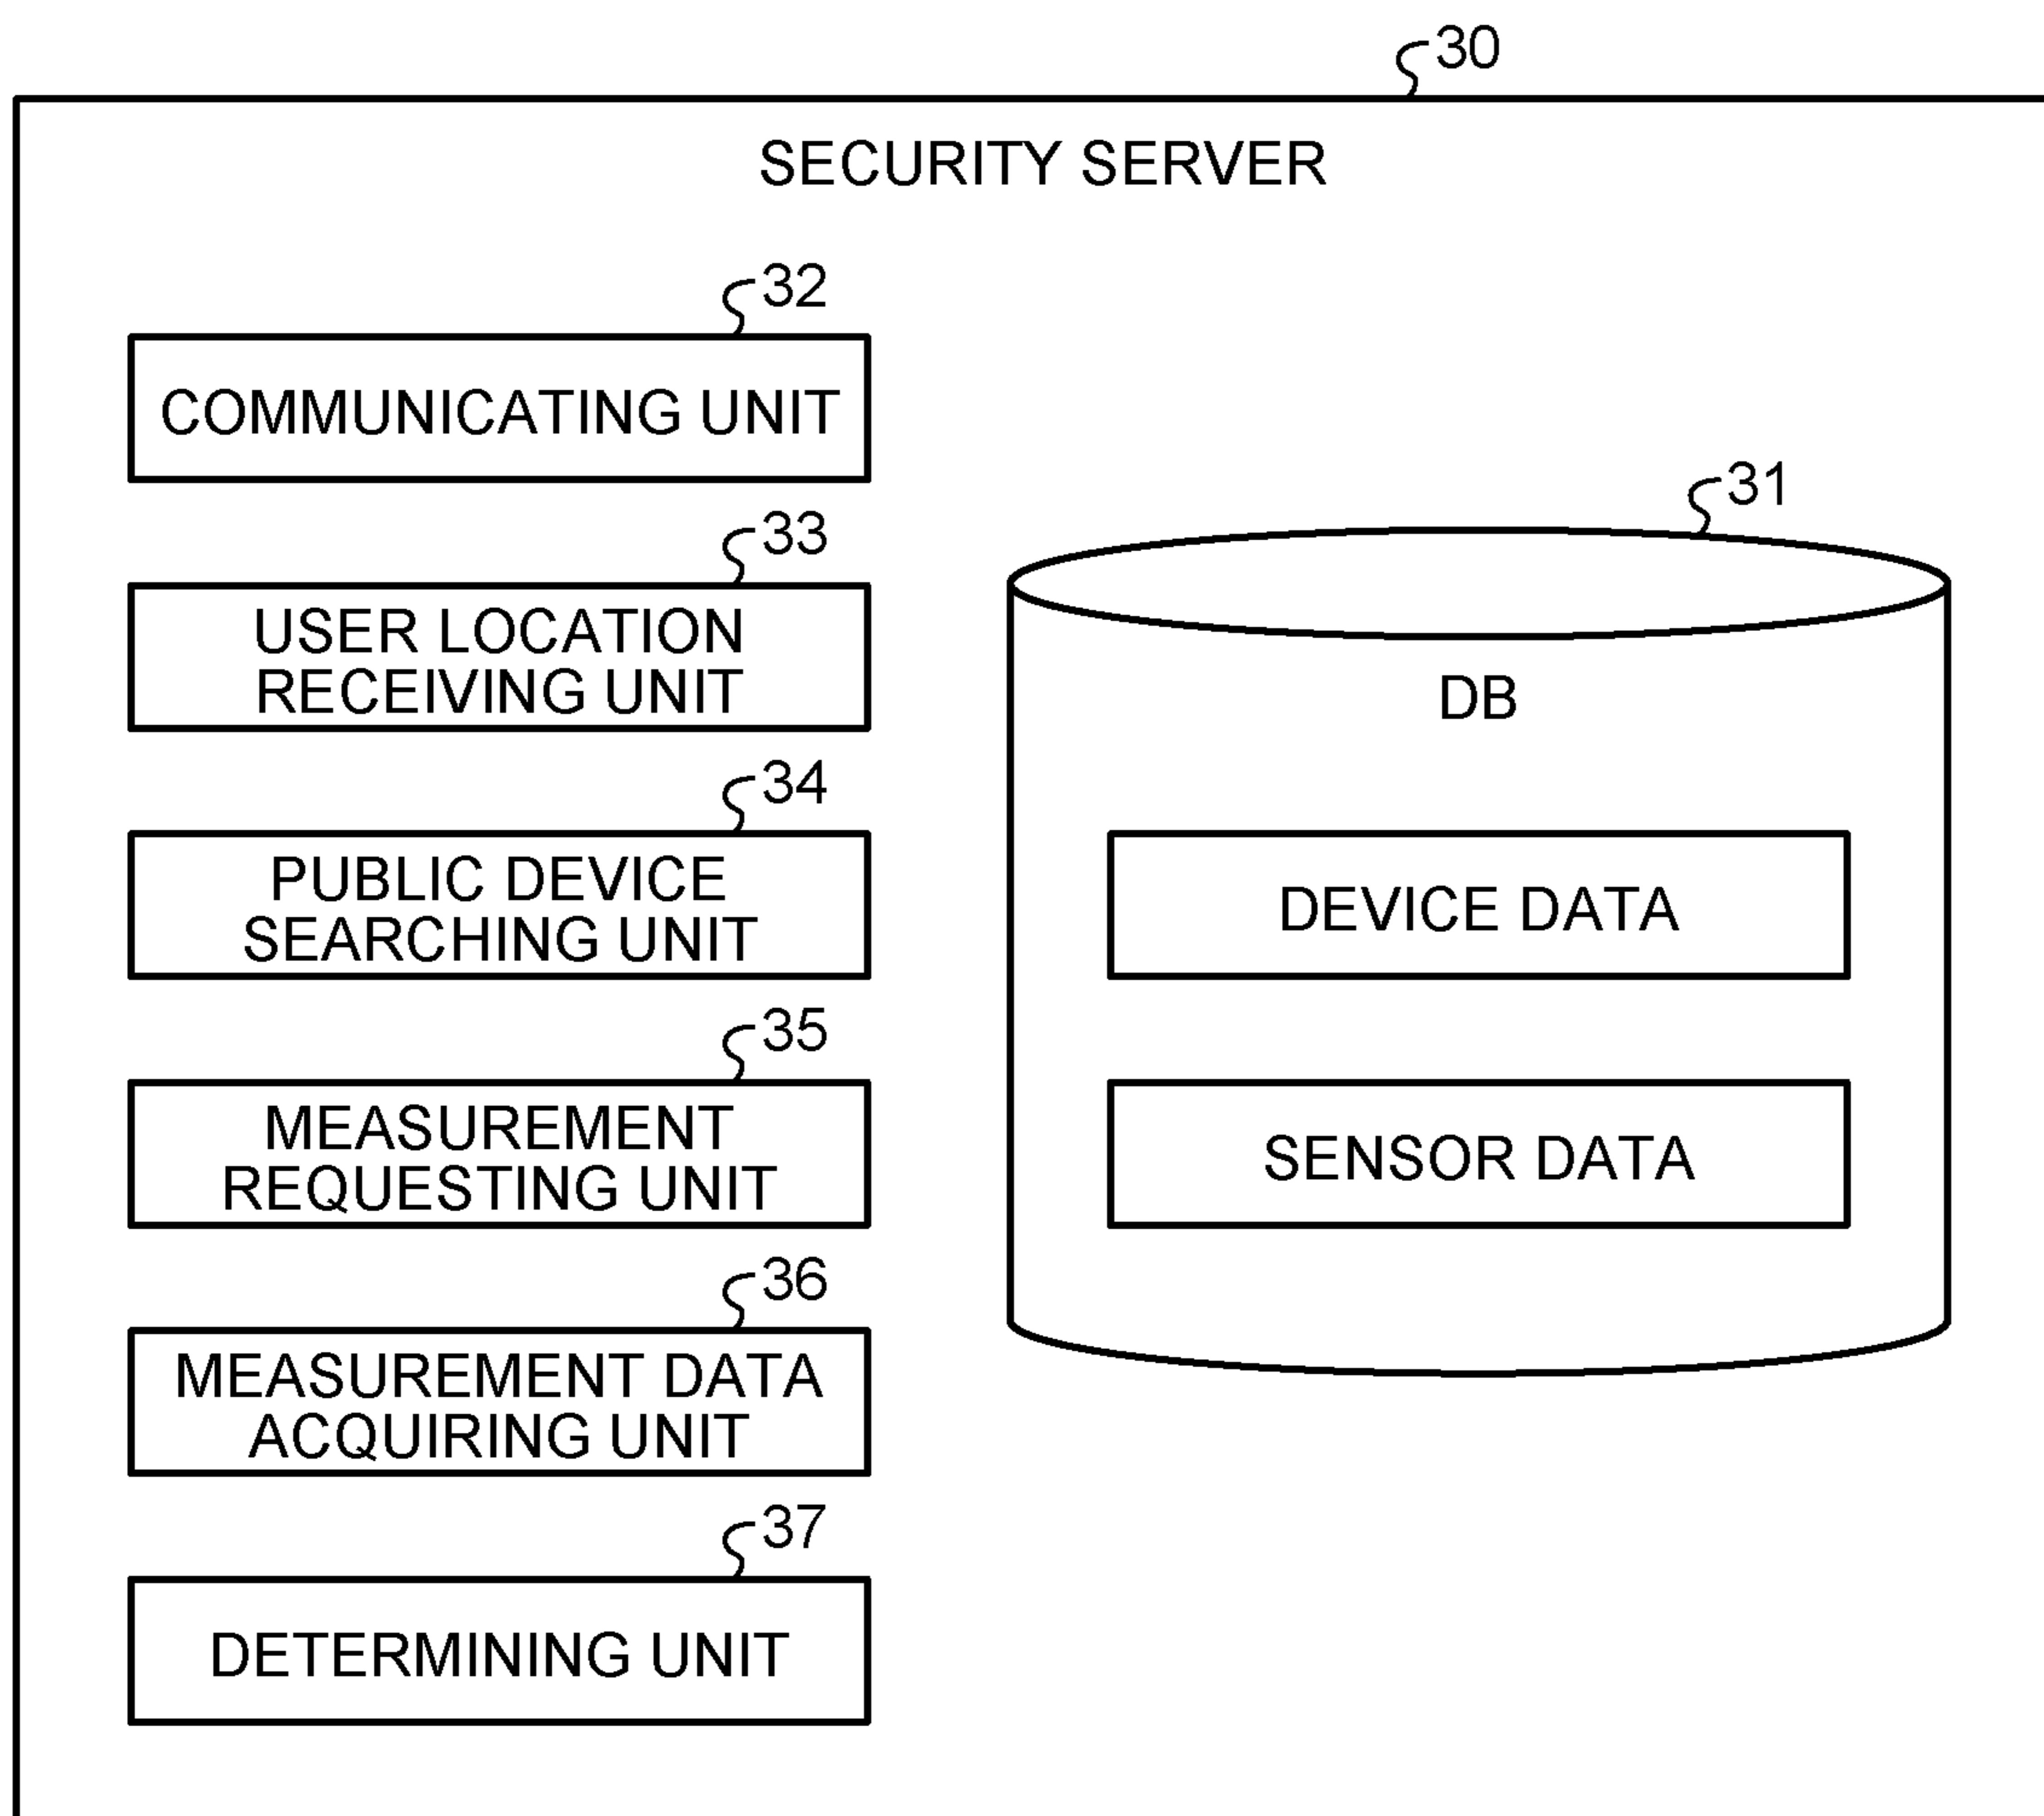 30
SECURITY SERVER
32
COMMUNICATING UNIT
33
USER LOCATION
RECEIVING UNIT
34
PUBLIC DEVICE
SEARCHING UNIT
35
MEASUREMENT
REQUESTING UNIT
36
MEASUREMENT DATA
ACQUIRING UNIT
37
DETERMINING UNIT
31
DB
DEVICE DATA
SENSOR DATA